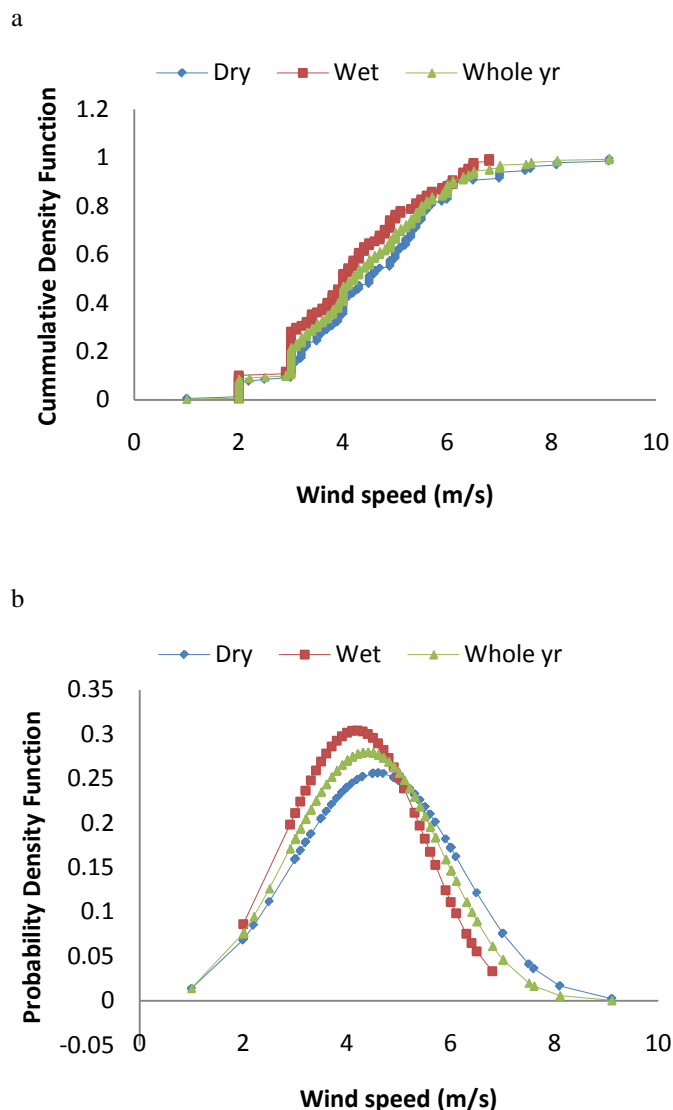 a
Dry Wet Whole yr
1.2
1
0.8
0.6
0.4
0.2
0
0 2 4 6 8 10
Cummulative Density Function
Wind speed (m/s)
b
Dry Wet Whole yr
0.35
0.3
0.25
0.2
0.15
0.1
0.05
0
-0.05
0 2 4 6 8 10
Probability Density Function
Wind speed (m/s)